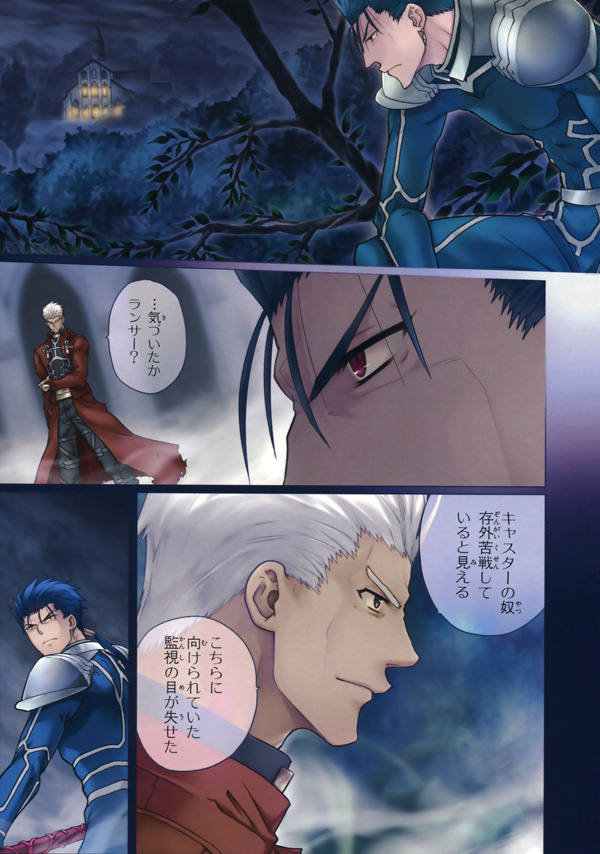 …気づいたか
ランサー？
キャスターの奴
存外苦戦して
いると見える
こちらに
向けられていた
監視の目が失せた